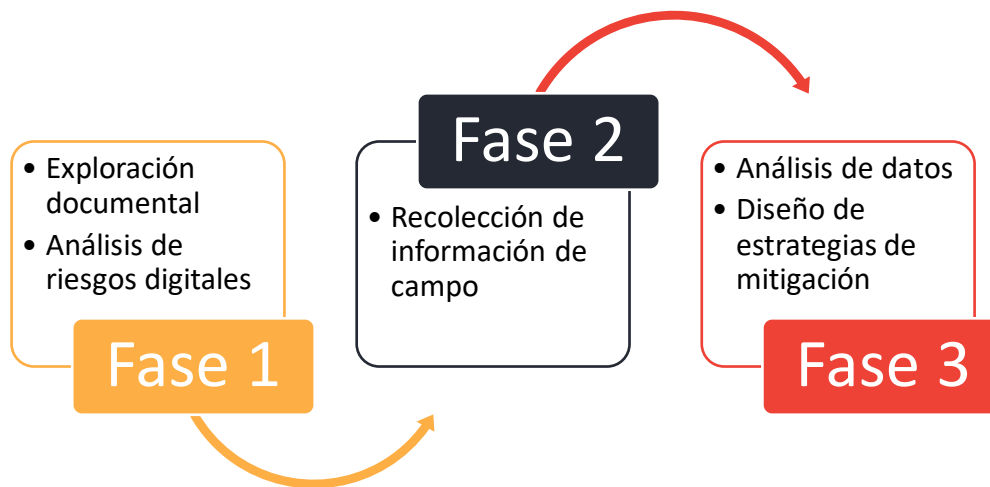 • Exploración
documental
• Análisis de
riesgos digitales
Fase 1
Fase 2
• Recolección de
información de
campo
• Análisis de datos
• Diseño de
estrategias de
mitigación
Fase 3